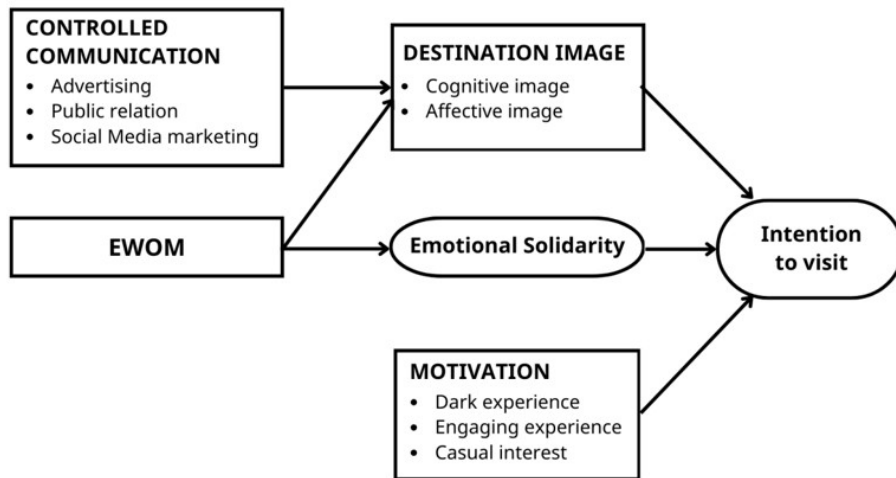 CONTROLLED
COMMUNICATION
• Advertising
• Public relation
• Social Media marketing
DESTINATION IMAGE
• Cognitive image
• Affective image
EWOM
Emotional Solidarity
Intention
to visit
MOTIVATION
• Dark experience
• Engaging experience
• Casual interest